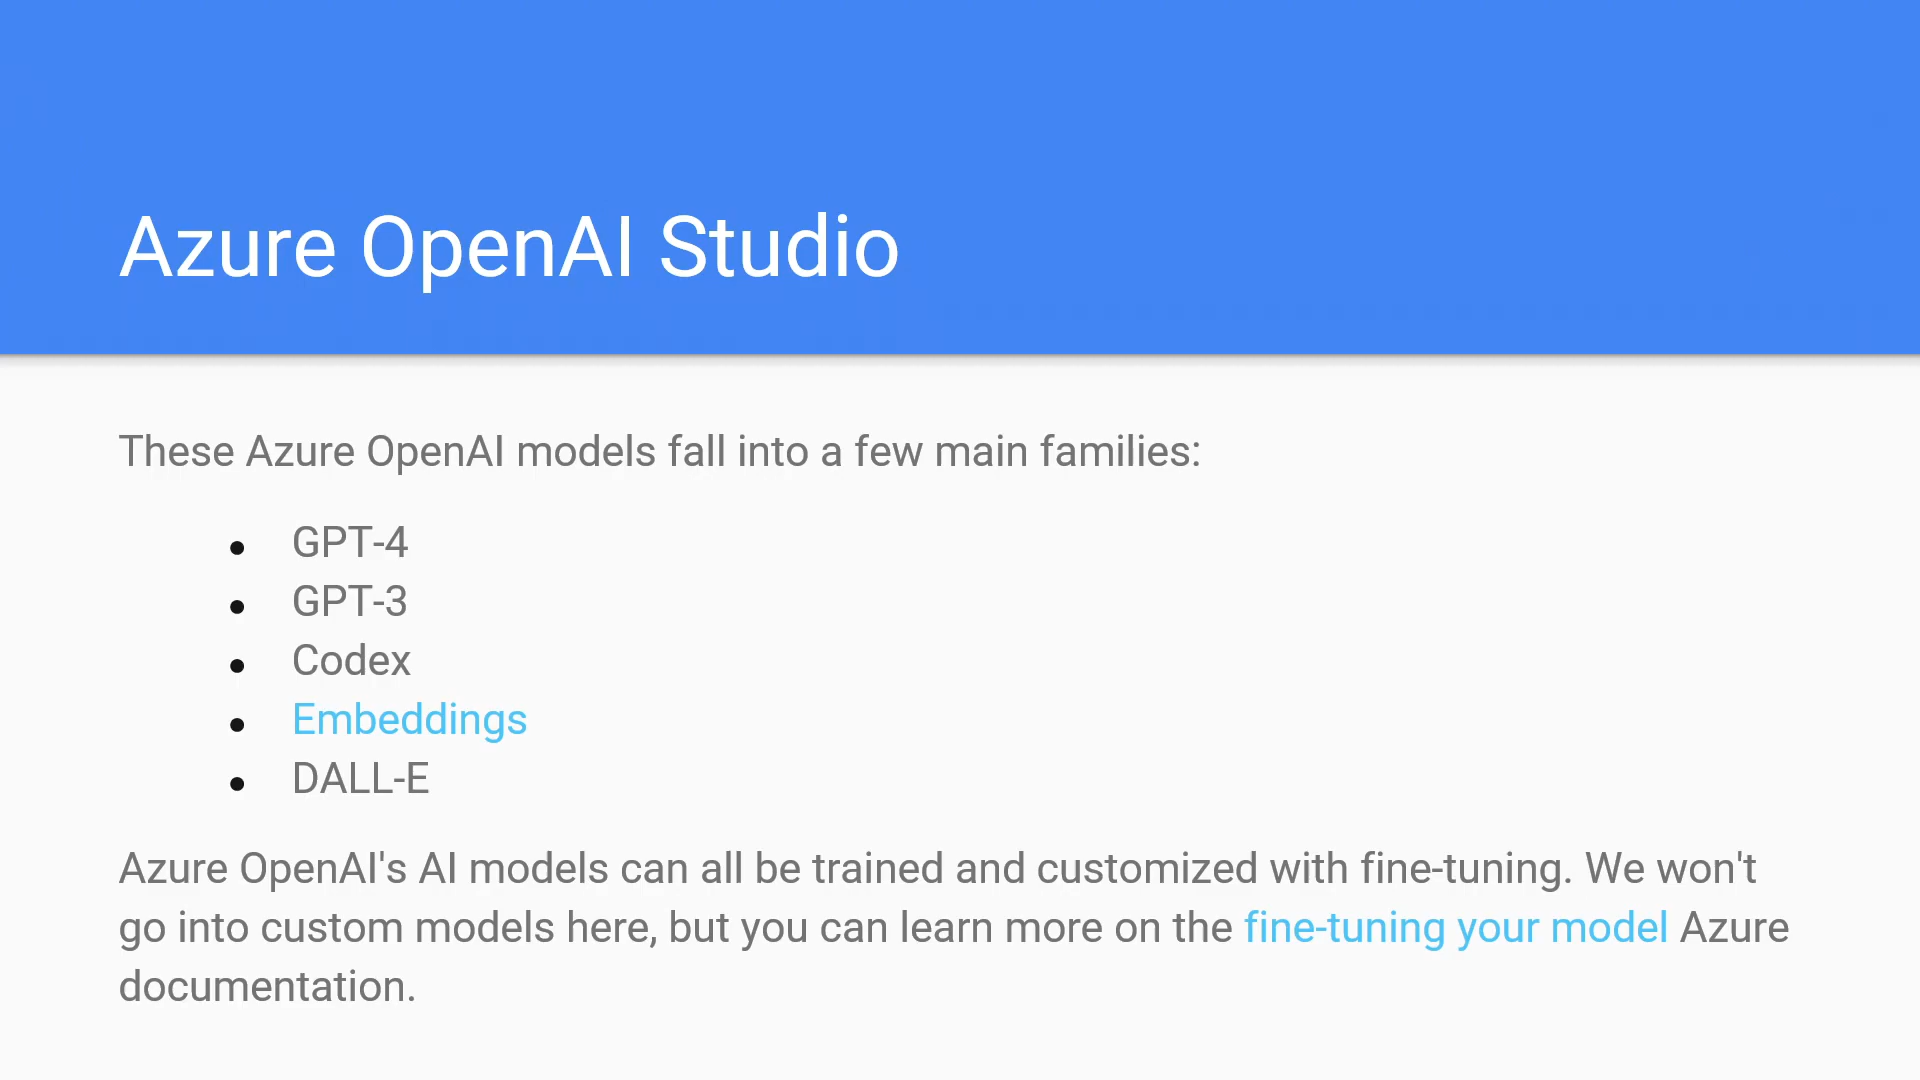 Azure OpenAI Studio
These Azure OpenAI models fall into a few main families:
● GPT-4
● GPT-3
● Codex
● Embeddings
● DALL-E
Azure OpenAI's AI models can all be trained and customized with fine-tuning. We won't
go into custom models here, but you can learn more on the fine-tuning your model Azure
documentation.